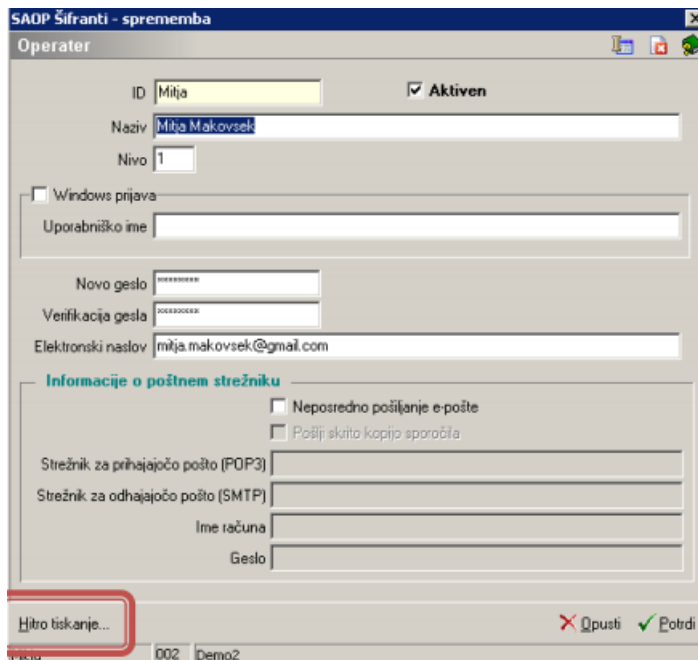 SAOP Šifranti - sprememba
Operater
ID Mitja
Aktiven
Naziv Mitja Makovsek
Nivo 1
Windows prijava
Uporabniško ime
Novo geslo *********
Verifikacija gesla *********
Elektronski naslov mitja.makovsek@gmail.com
Informacije o poštnem strežniku
Neposredno pošiljanje e-pošte
Pošlji skrito kopijo sporočila
Strežnik za prihajajočo pošto (POP3)
Strežnik za odhajajočo pošto (SMTP)
Ime računa
Geslo
Hitro tiskanje... Opusti Potrdi
002 Demo2